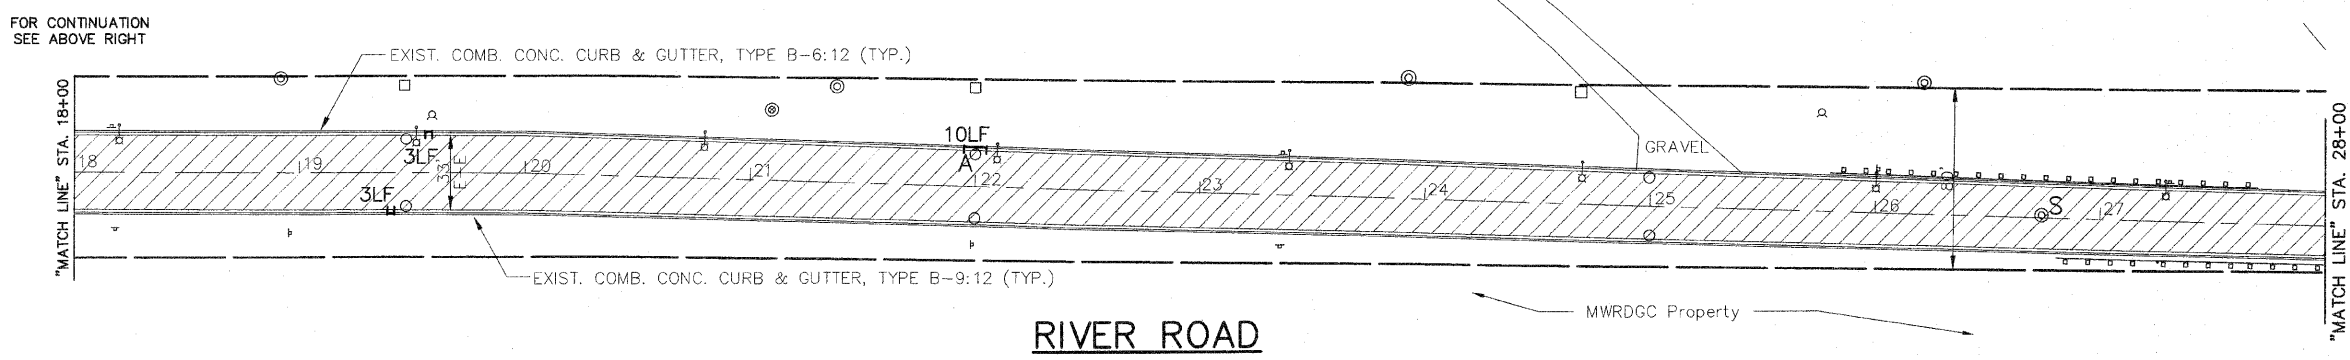 FOR CONTINUATION
SEE ABOVE RIGHT
EXIST. COMB. CONC. CURB & GUTTER, TYPE B-6:12 (TYP.)
"MATCH LINE" STA. 18+00
18
19
20
21
22
23
24
25
26
27
3LF
3LF
33'
E-E
10LF
A
GRAVEL
S
"MATCH LINE" STA. 28+00
EXIST. COMB. CONC. CURB & GUTTER, TYPE B-9:12 (TYP.)
MWRDGC Property
RIVER ROAD